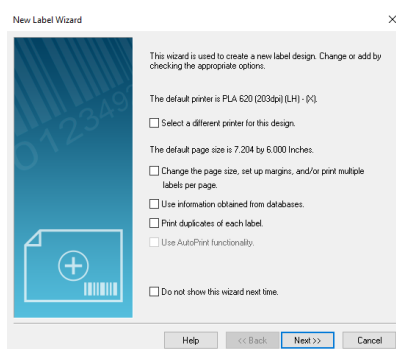 New Label Wizard
This wizard is used to create a new label design. Change or add by
checking the appropriate options.
The default printer is PLA 620 (203dpi) (LH) - (X).
Select a different printer for this design.
The default page size is 7.204 by 6.000 Inches.
Change the page size, set up margins, and/or print multiple
labels per page.
Use information obtained from databases.
Print duplicates of each label.
Use AutoPrint functionality.
Do not show this wizard next time.
Help
<< Back
Next >>
Cancel
012349